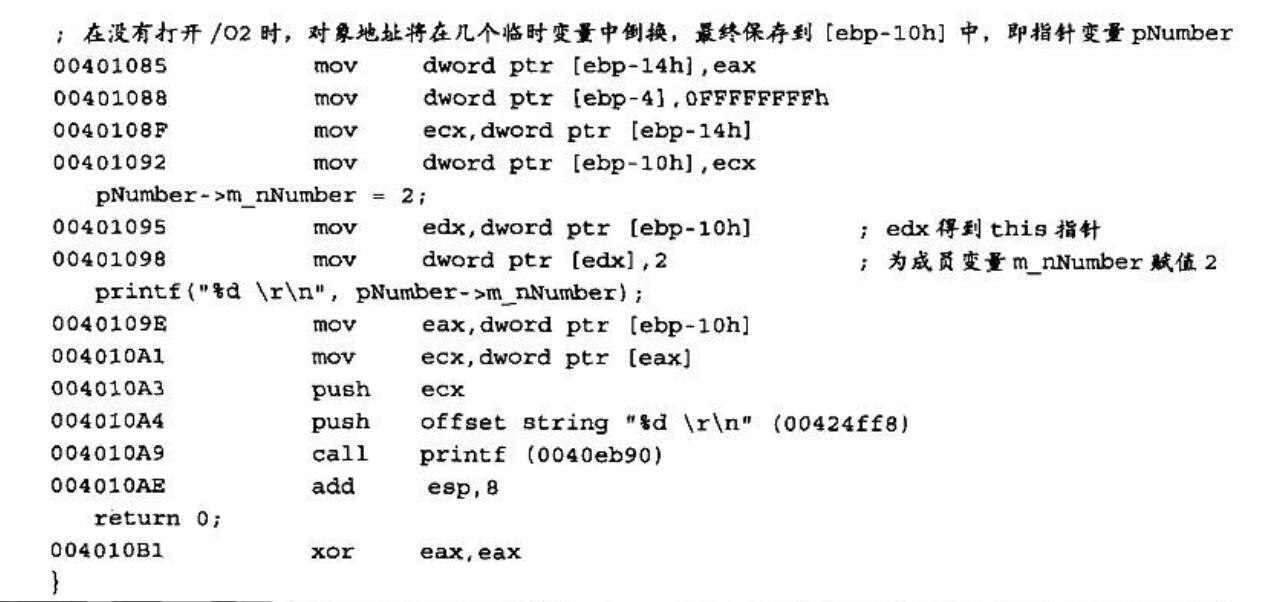 ; 在没有打开 /O2 时，对象地址将在几个临时变量中倒换，最终保存到 [ebp-10h] 中，即指针变量 pNumber
00401085 mov dword ptr [ebp-14h],eax
00401088 mov dword ptr [ebp-4],0FFFFFFFFh
0040108F mov ecx,dword ptr [ebp-14h]
00401092 mov dword ptr [ebp-10h],ecx
pNumber->m_nNumber = 2;
00401095 mov edx,dword ptr [ebp-10h] ; edx 得到 this 指针
00401098 mov dword ptr [edx],2 ; 为成员变量 m_nNumber 赋值 2
printf("%d \r\n", pNumber->m_nNumber);
0040109E mov eax,dword ptr [ebp-10h]
004010A1 mov ecx,dword ptr [eax]
004010A3 push ecx
004010A4 push offset string "%d \r\n" (00424ff8)
004010A9 call printf (0040eb90)
004010AE add esp,8
return 0;
004010B1 xor eax,eax
}